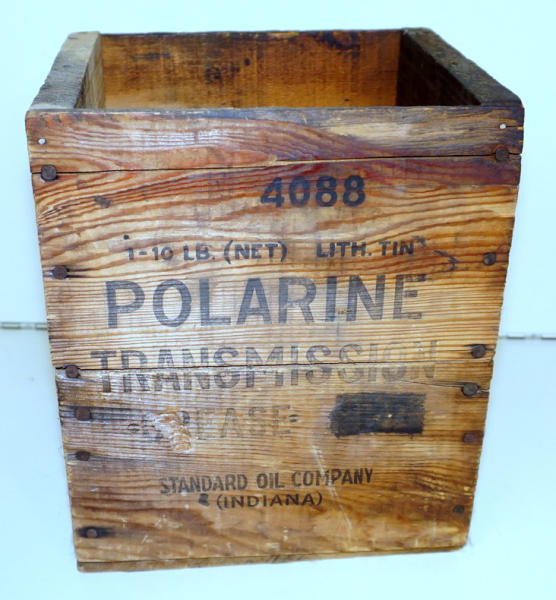 4088
1-10 LB. (NET) LITH. TIN
POLARINE
TRANSMISSION
GREASE
STANDARD OIL COMPANY
(INDIANA)